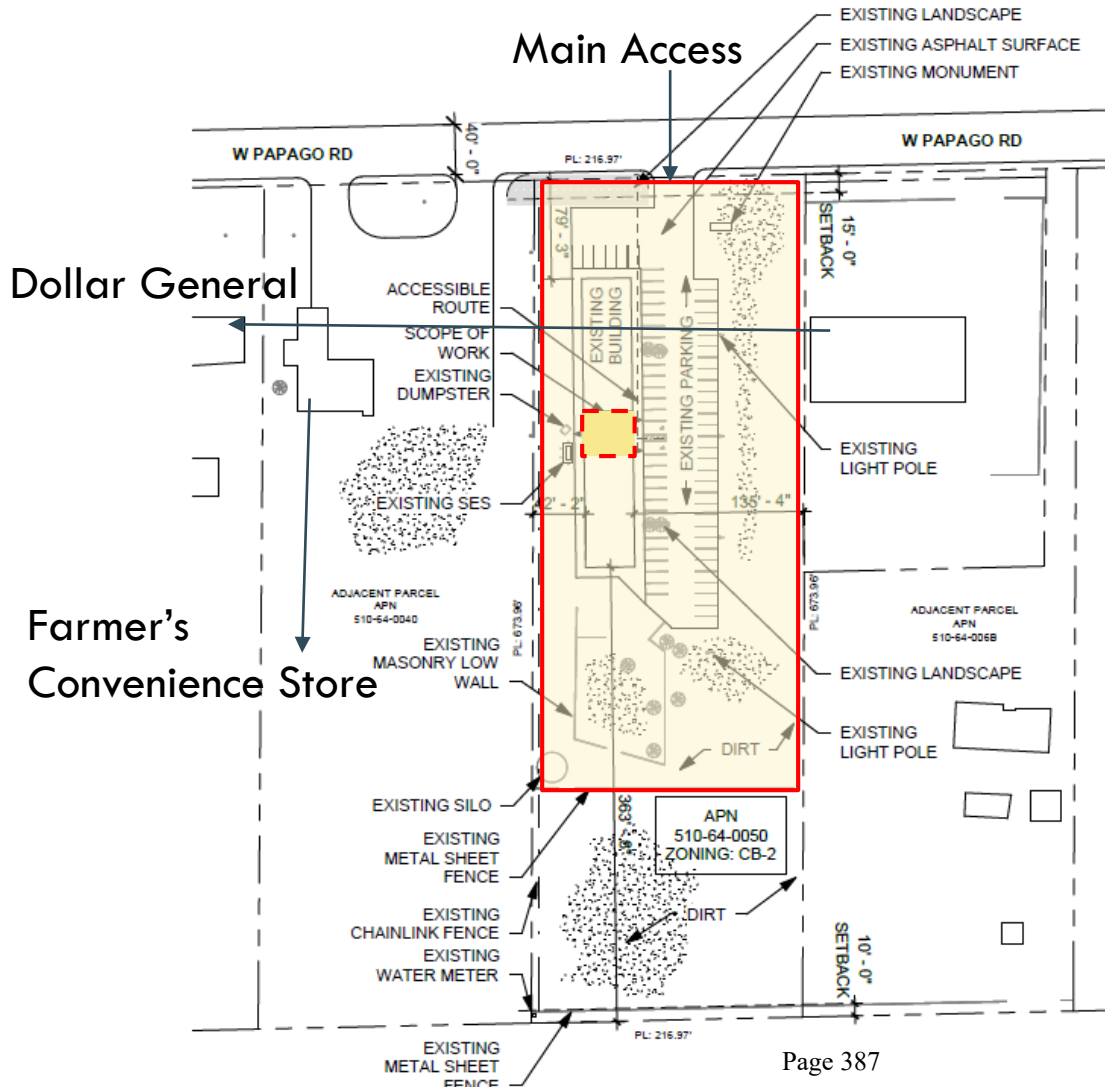 EXISTING LANDSCAPE
Main Access
EXISTING ASPHALT SURFACE
EXISTING MONUMENT
40' - 0"
W PAPAGO RD
PL: 216.97'
W PAPAGO RD
79' - 3"
15' - 0"
SETBACK
Dollar General
ACCESSIBLE
ROUTE
SCOPE OF
WORK
EXISTING
DUMPSTER
EXISTING
BUILDING
EXISTING PARKING
EXISTING
LIGHT POLE
EXISTING SES
42' - 2"
135' - 4"
ADJACENT PARCEL
APN
510-64-0040
PL: 673.96'
PL: 673.96'
ADJACENT PARCEL
APN
510-64-006B
Farmer’s
Convenience Store
EXISTING
MASONRY LOW
WALL
EXISTING LANDSCAPE
EXISTING
LIGHT POLE
DIRT
EXISTING SILO
363' - 8"
APN
510-64-0050
ZONING: CB-2
EXISTING
METAL SHEET
FENCE
EXISTING
CHAINLINK FENCE
DIRT
EXISTING
WATER METER
10' - 0"
SETBACK
PL: 216.97'
EXISTING
METAL SHEET
FENCE
Page 387